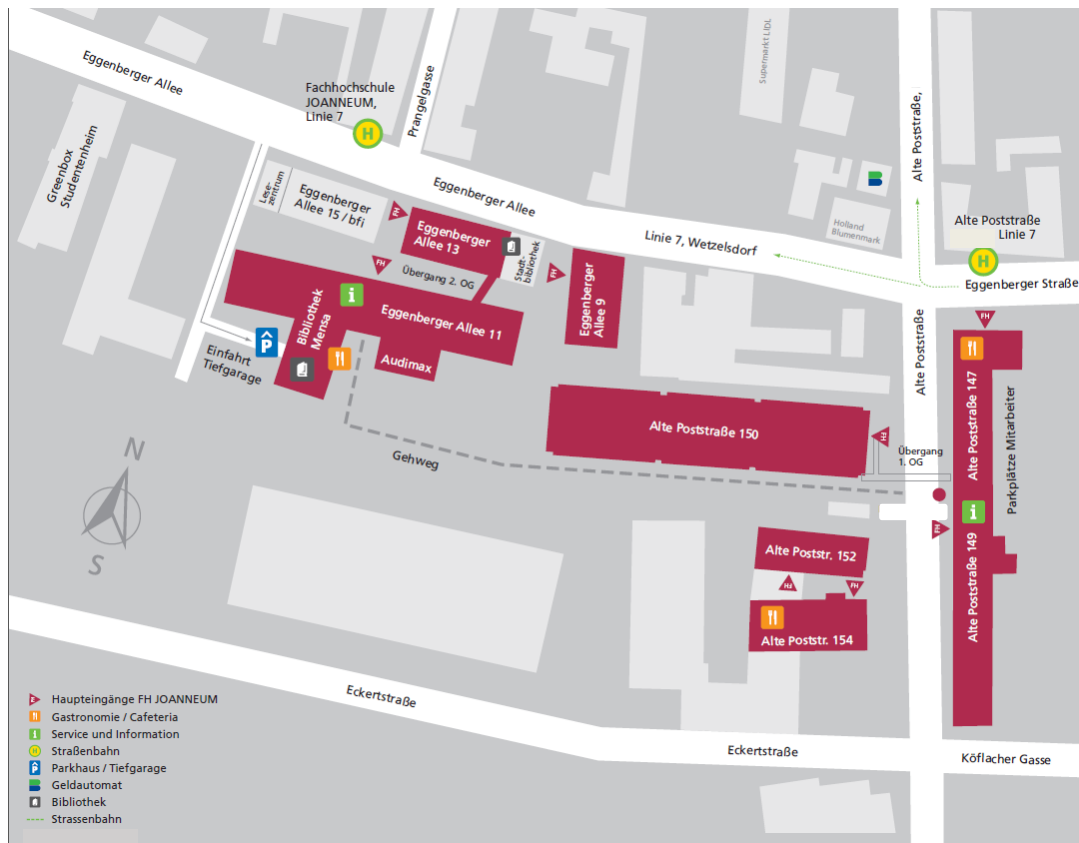 Eggenberger Allee
Fachhochschule
JOANNEUM,
Linie 7
H
Prangelgasse
Supermarkt LIDL
Alte Poststraße,
Greenbox
Studentenheim
Lese-
zentrum
Eggenberger
Allee 15 / bfi
FH
Eggenberger Allee
Eggenberger
Allee 13
Stadt-
bibliothek
Linie 7, Wetzelsdorf
Holland
Blumenmark
Alte Poststraße
Linie 7
H
Eggenberger Straße
FH
Übergang 2. OG
FH
Eggenberger
Allee 9
i
Eggenberger Allee 11
Bibliothek
Mensa
Audimax
P
Einfahrt
Tiefgarage
Alte Poststraße
FH
Alte Poststraße 147
Parkplätze Mitarbeiter
Alte Poststraße 150
FH
Übergang
1. OG
Gehweg
N
S
i
FH
Alte Poststraße 149
Alte Poststr. 152
FH
FH
Alte Poststr. 154
Eckertstraße
Eckertstraße
Köflacher Gasse
Haupteingänge FH JOANNEUM
Gastronomie / Cafeteria
i Service und Information
H Straßenbahn
P Parkhaus / Tiefgarage
Geldautomat
Bibliothek
Strassenbahn